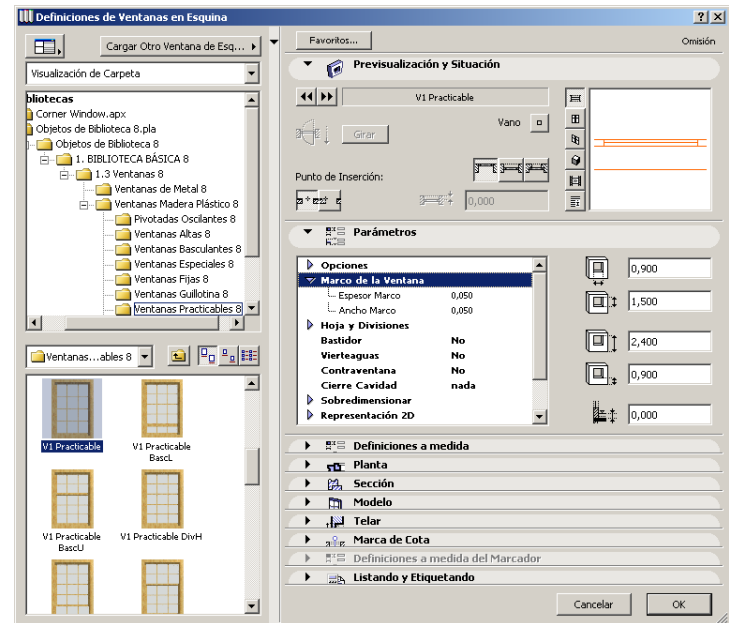 Definiciones de Ventanas en Esquina
Cargar Otro Ventana de Esq...
Visualización de Carpeta
bliotecas
Corner Window.apx
Objetos de Biblioteca 8.pla
Objetos de Biblioteca 8
1. BIBLIOTECA BÁSICA 8
1.3 Ventanas 8
Ventanas de Metal 8
Ventanas Madera Plástico 8
Pivotadas Oscilantes 8
Ventanas Altas 8
Ventanas Basculantes 8
Ventanas Especiales 8
Ventanas Fijas 8
Ventanas Guillotina 8
Ventanas Practicables 8
Ventanas...ables 8
V1 Practicable
V1 Practicable
BascL
V1 Practicable
BascU
V1 Practicable DivH
Favoritos...
Omisión
Previsualización y Situación
V1 Practicable
Vano
Girar
Punto de Inserción:
0,000
Parámetros
Opciones
Marco de la Ventana
Espesor Marco 0,050
Ancho Marco 0,050
Hoja y Divisiones
Bastidor No
Vierteaguas No
Contraventana No
Cierre Cavidad nada
Sobredimensionar
Representación 2D
0,900
1,500
2,400
0,900
0,000
Definiciones a medida
Planta
Sección
Modelo
Telar
Marca de Cota
Definiciones a medida del Marcador
Listando y Etiquetando
Cancelar
OK